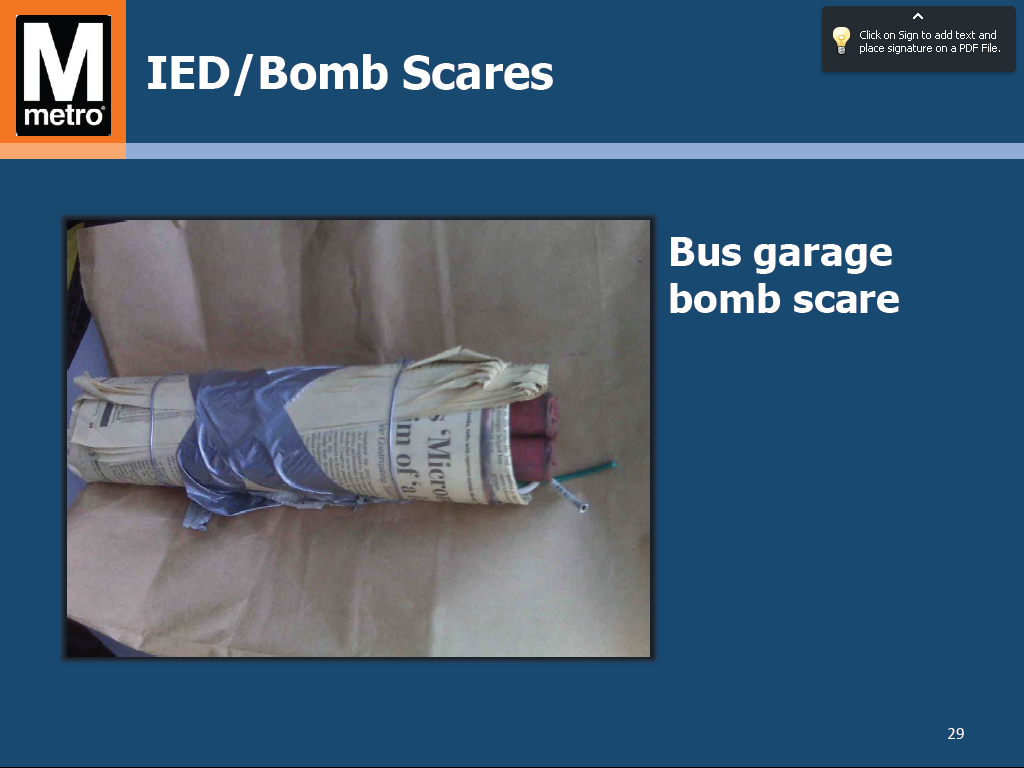 M
metro
IED/Bomb Scares
Click on Sign to add text and
place signature on a PDF File.
Bus garage
bomb scare
s 'Micro
im of 'a
29